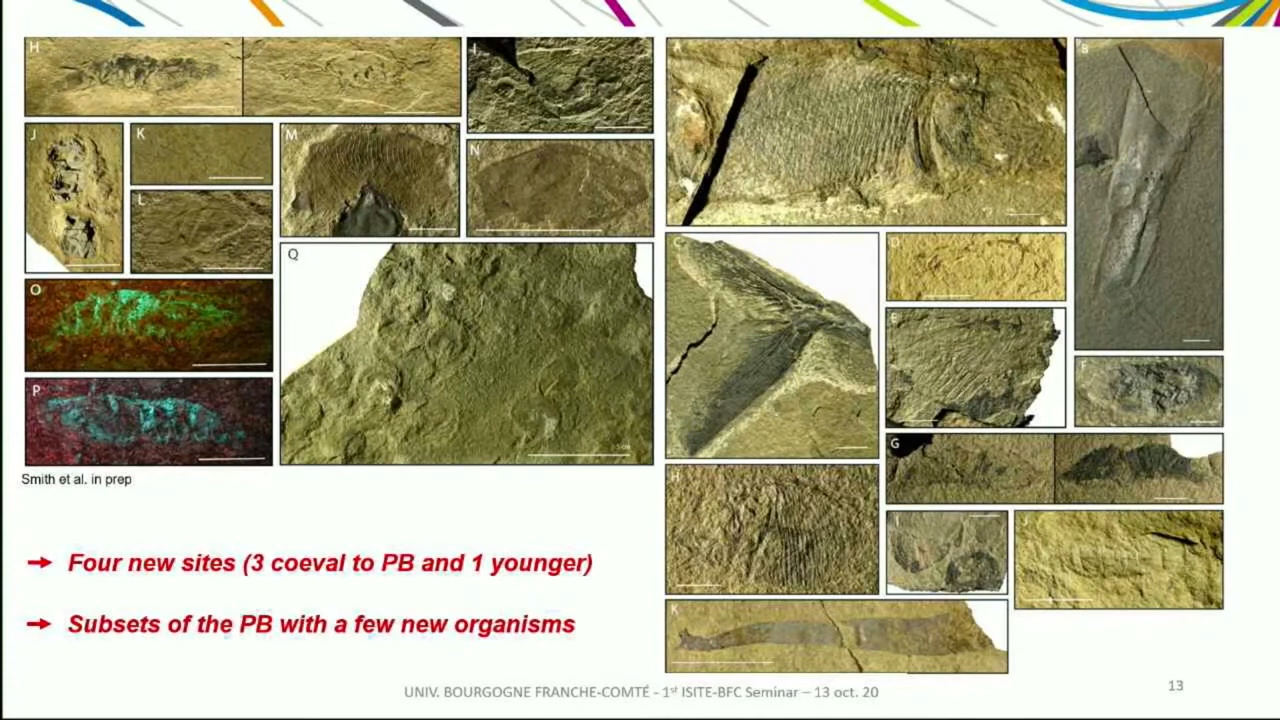 H
I
A
B
J
K
M
N
L
C
D
Q
O
E
F
P
G
H
Smith et al. in prep
I
J
→ Four new sites (3 coeval to PB and 1 younger)
K
→ Subsets of the PB with a few new organisms
UNIV. BOURGOGNE FRANCHE-COMTÉ - 1st ISITE-BFC Seminar – 13 oct. 20
13